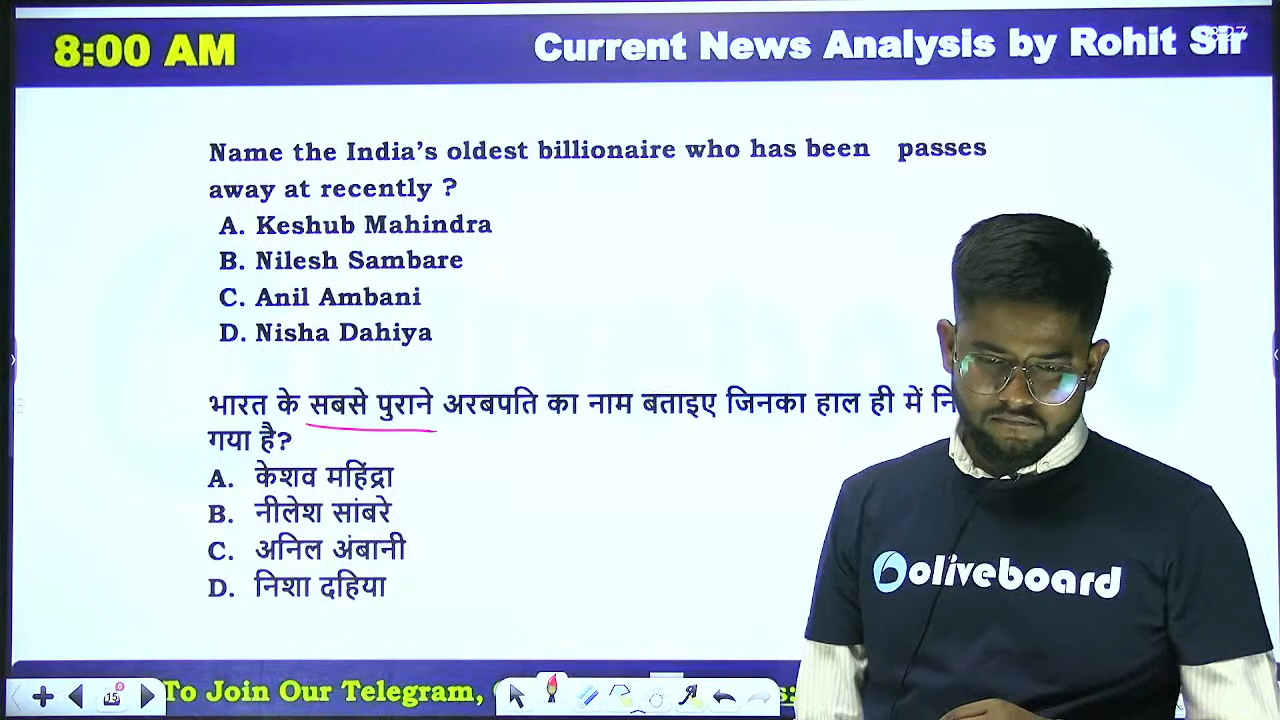 8:00 AM
Current News Analysis by Rohit Sir
Name the India’s oldest billionaire who has been passes
away at recently ?
A. Keshub Mahindra
B. Nilesh Sambare
C. Anil Ambani
D. Nisha Dahiya
भारत के सबसे पुराने अरबपति का नाम बताइए जिनका हाल ही में
गया है?
A. केशव महिंद्रा
B. नीलेश सांबरे
C. अनिल अंबानी
D. निशा दहिया
oliveboard
15
To Join Our Telegram,